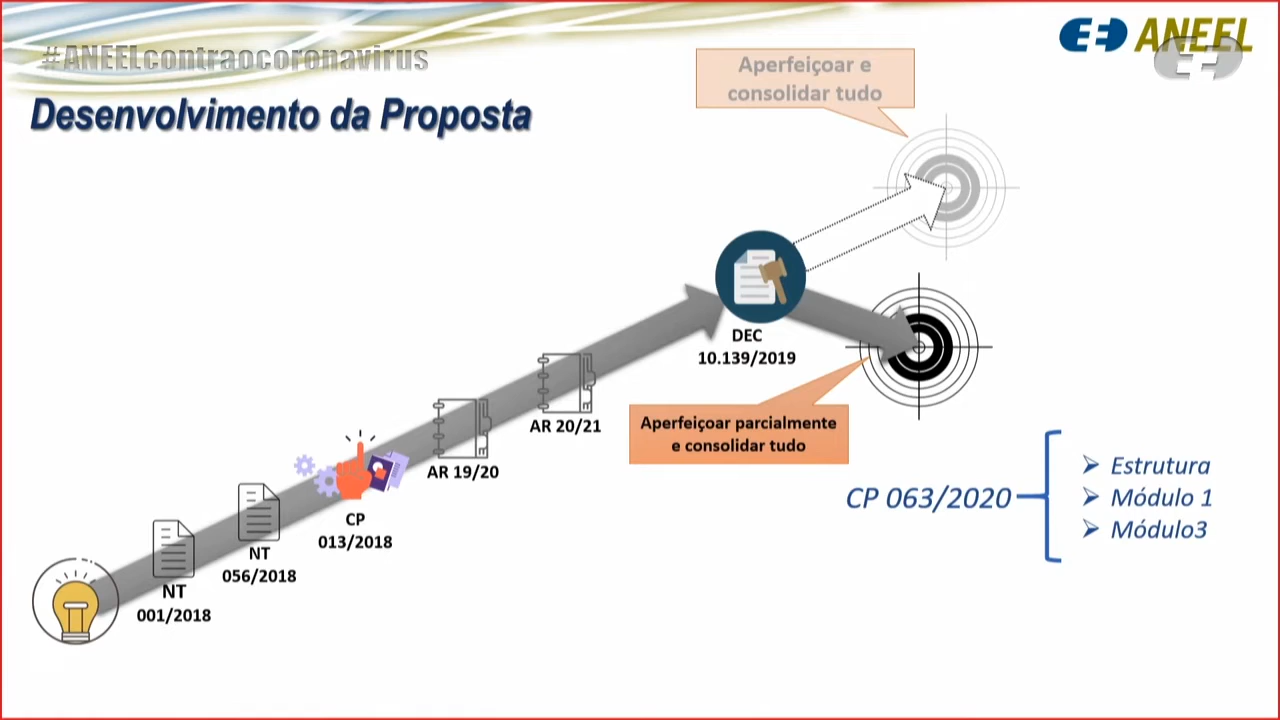 #ANEELcontraocoronavirus
ANEEL
Desenvolvimento da Proposta
Aperfeiçoar e
consolidar tudo
DEC
10.139/2019
Aperfeiçoar parcialmente
e consolidar tudo
AR 20/21
AR 19/20
CP
013/2018
NT
056/2018
NT
001/2018
CP 063/2020
Estrutura
Módulo 1
Módulo3